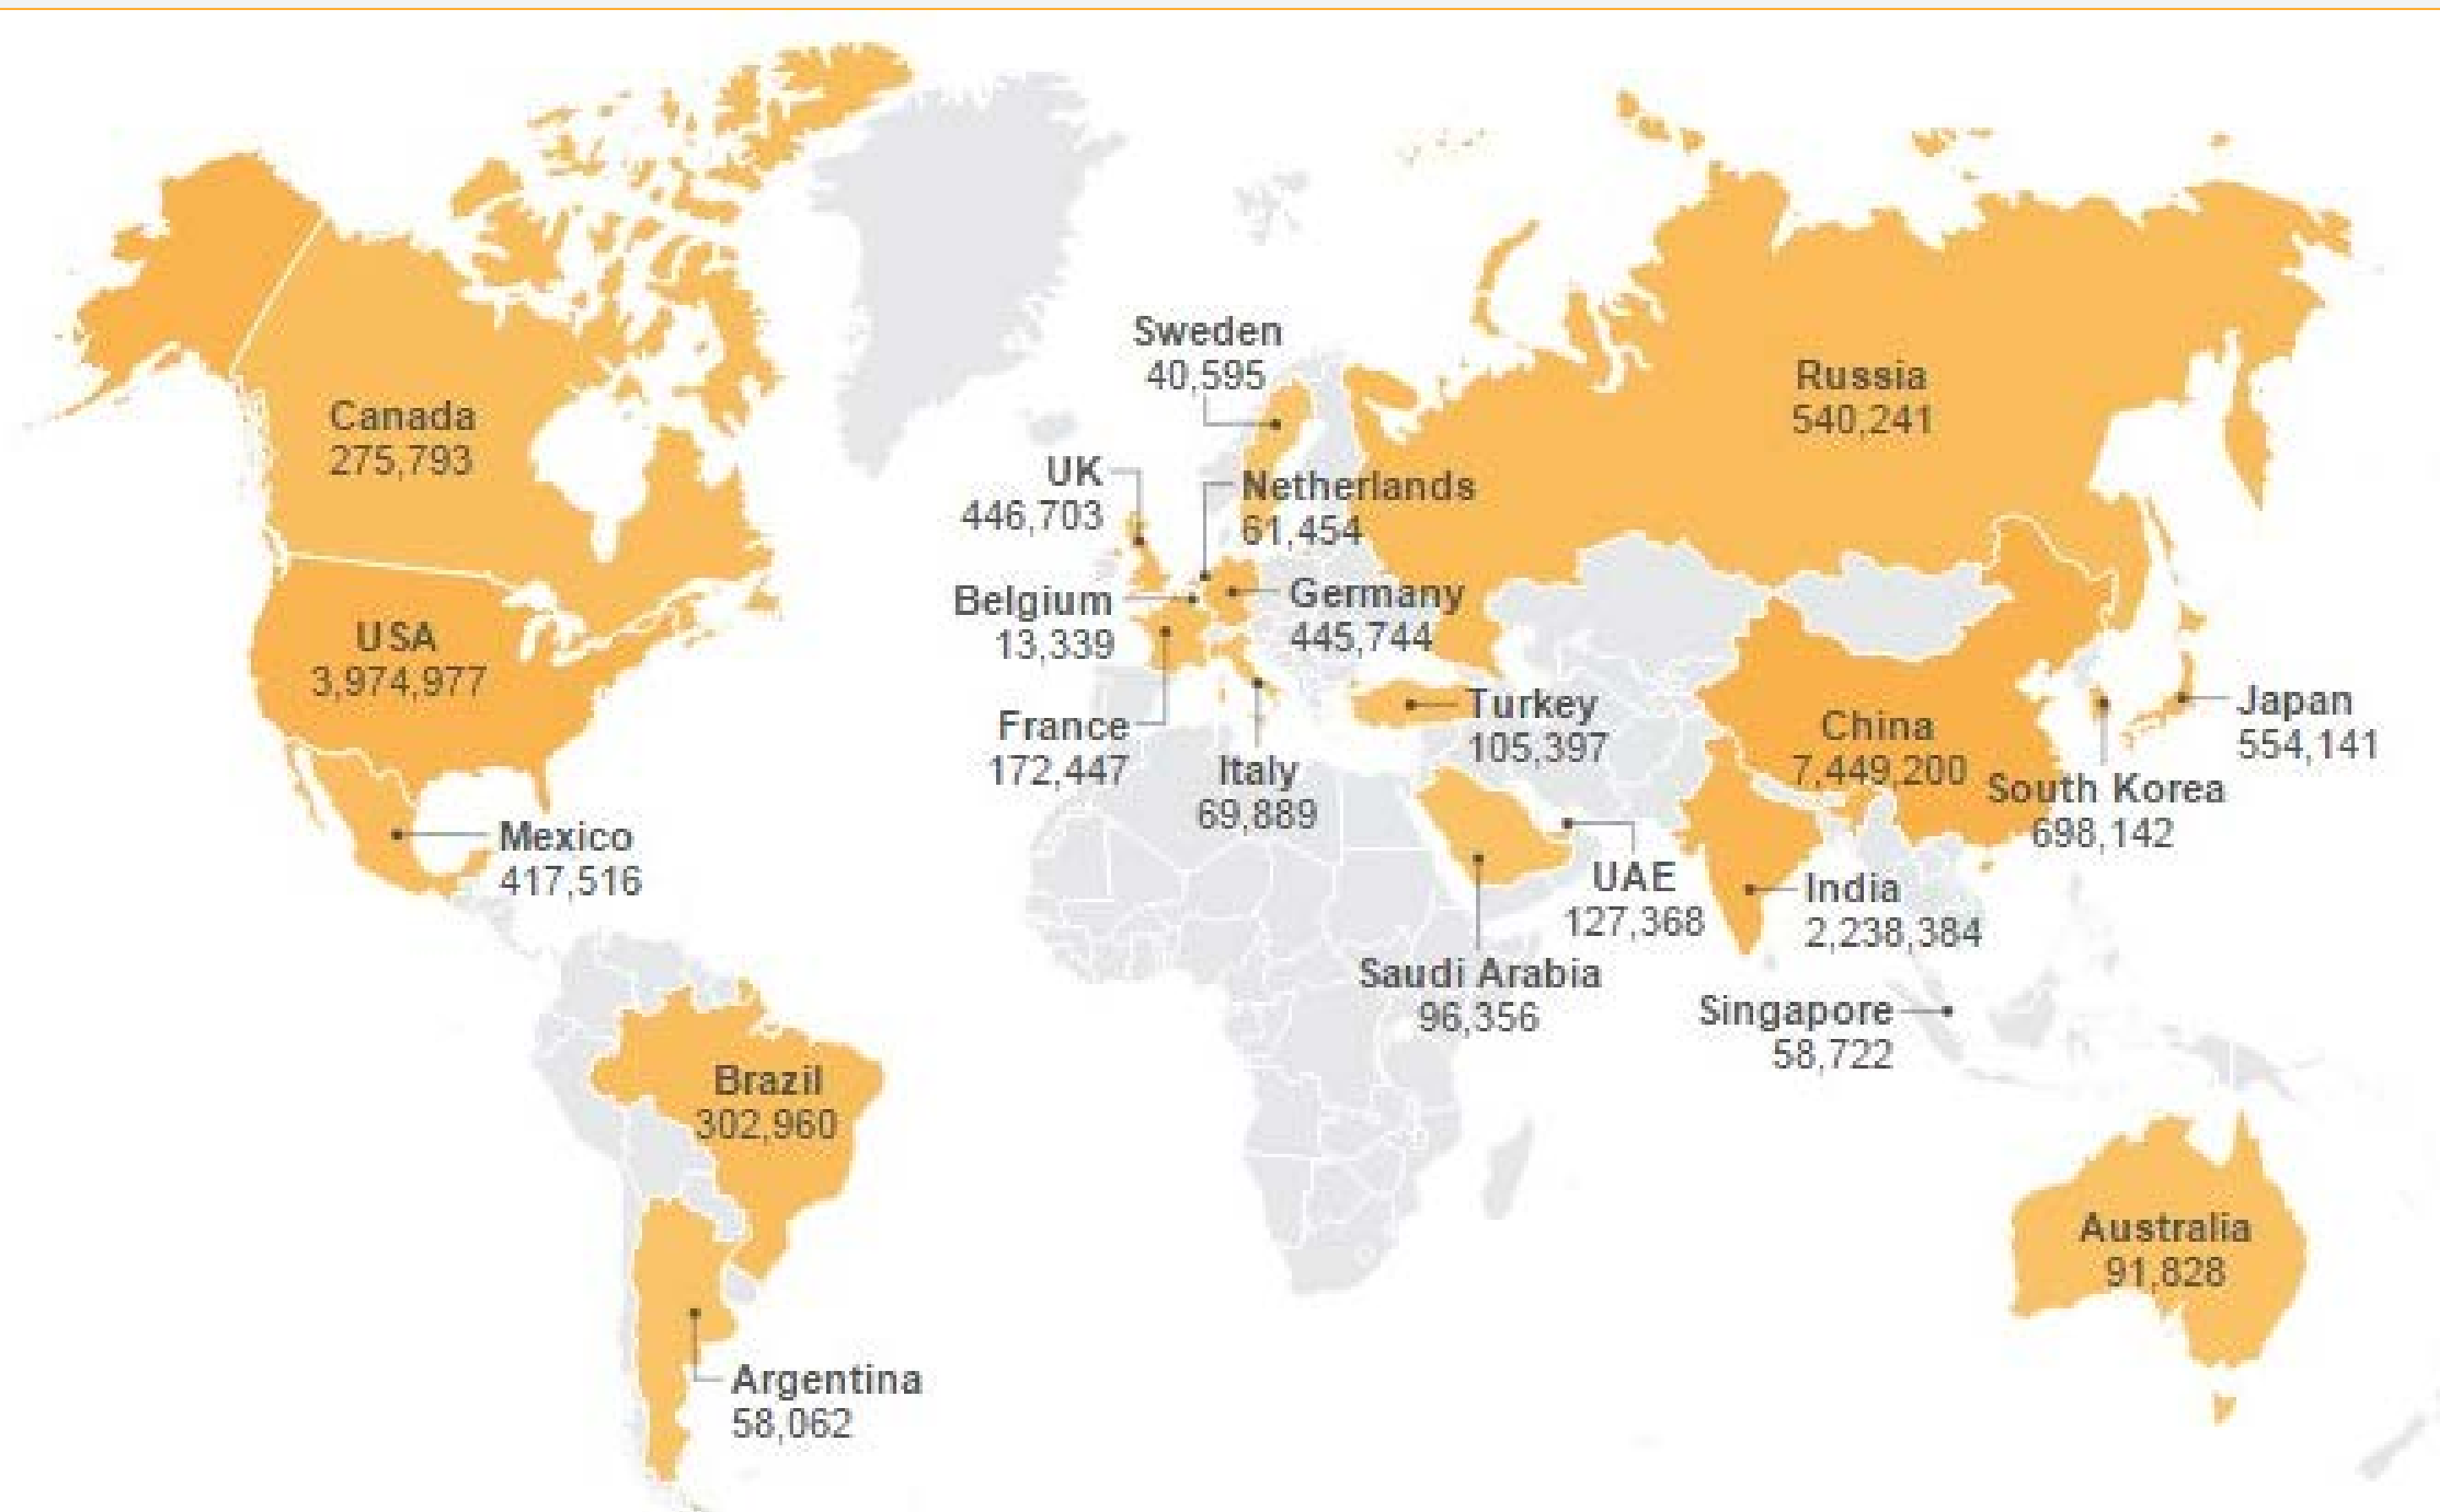 Sweden
40,595
Russia
540,241
Canada
275,793
UK
446,703
Netherlands
61,454
Belgium
13,339
Germany
445,744
USA
3,974,977
France
172,447
Italy
69,889
Turkey
105,397
China
7,449,200
Japan
554,141
South Korea
698,142
Mexico
417,516
UAE
127,368
India
2,238,384
Saudi Arabia
96,356
Singapore
58,722
Brazil
302,960
Australia
91,828
Argentina
58,062